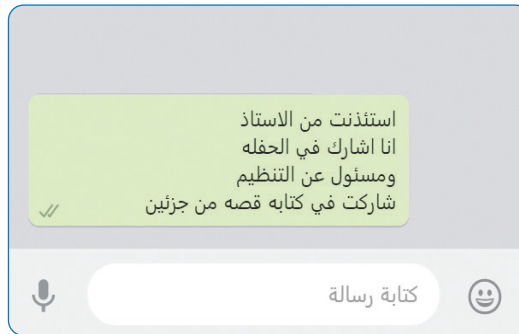 استئذنت من الاستاذ
انا اشارك في الحفله
ومسئول عن التنظيم
شاركت في كتابه قصه من جزئين
كتابة رسالة